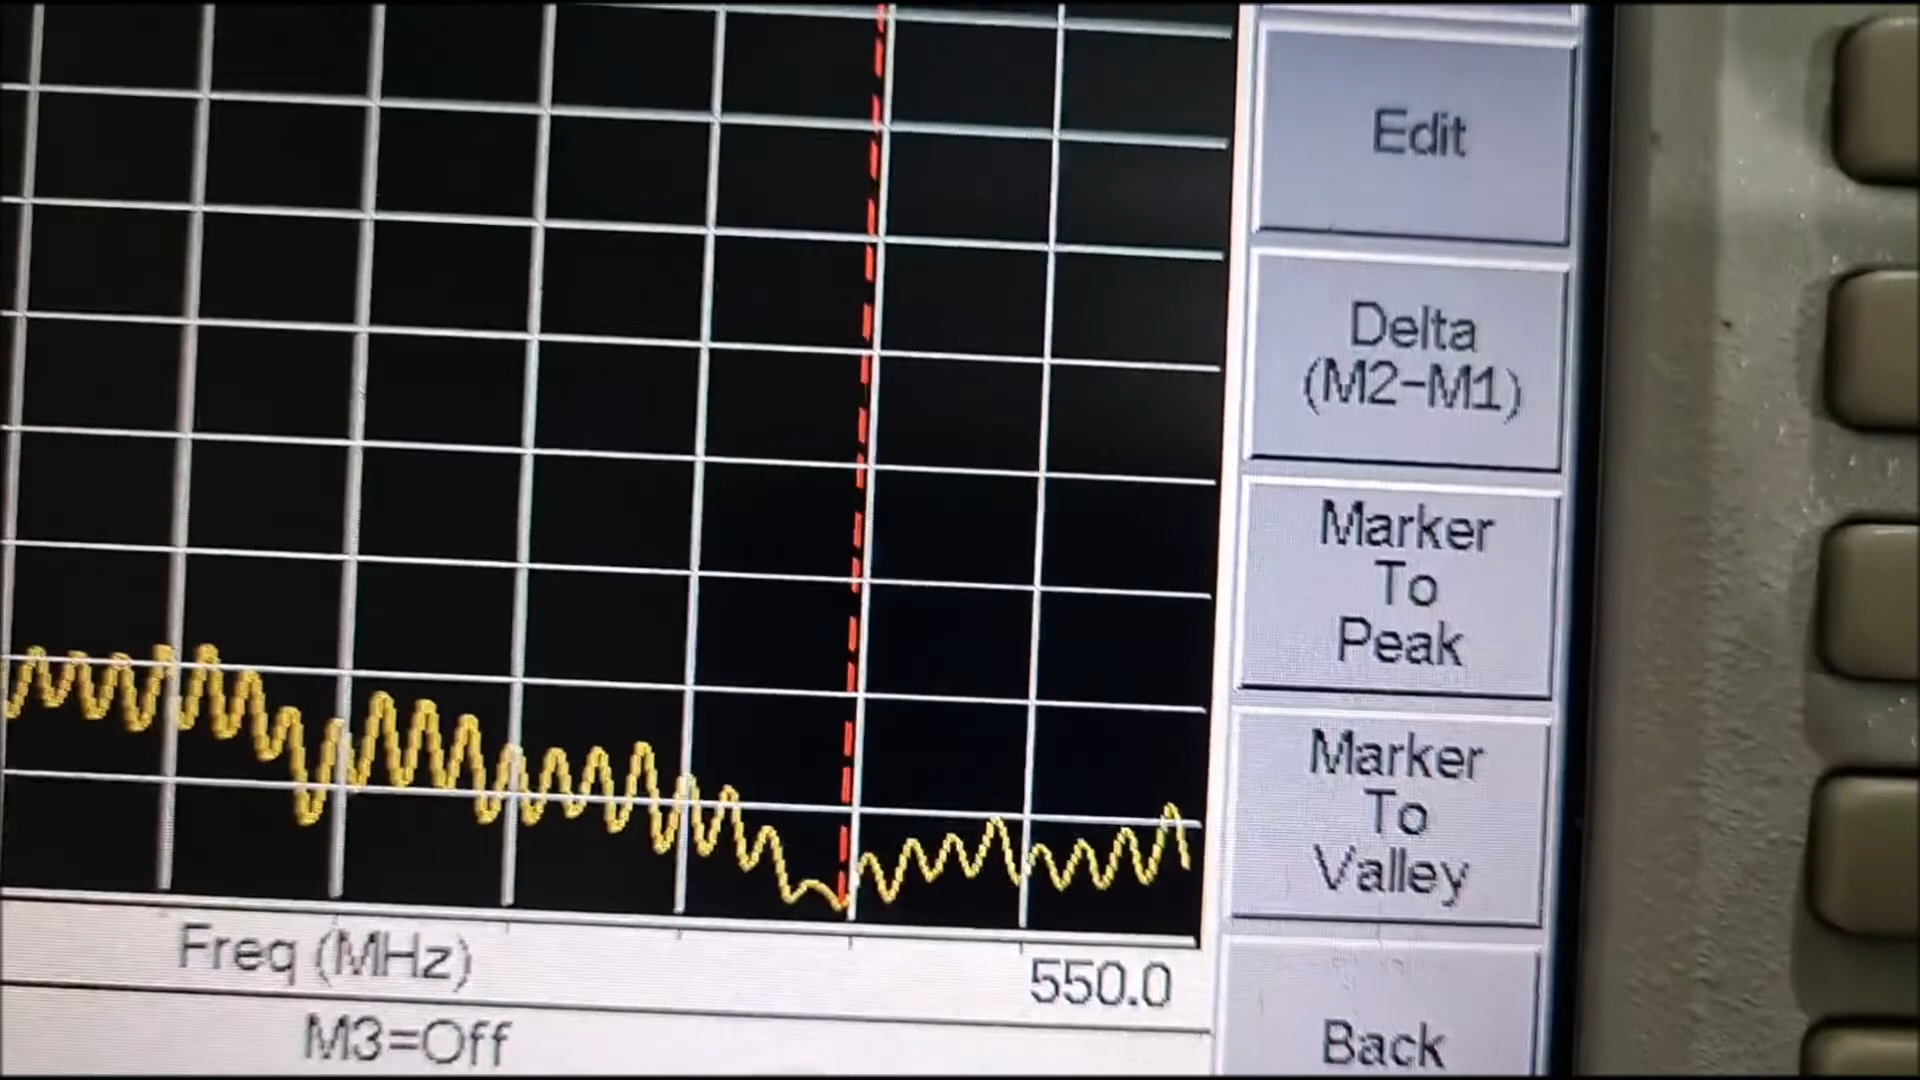 Edit
Delta
(M2-M1)
Marker
To
Peak
Marker
To
Valley
Back
Freq (MHz)
550.0
M3=Off